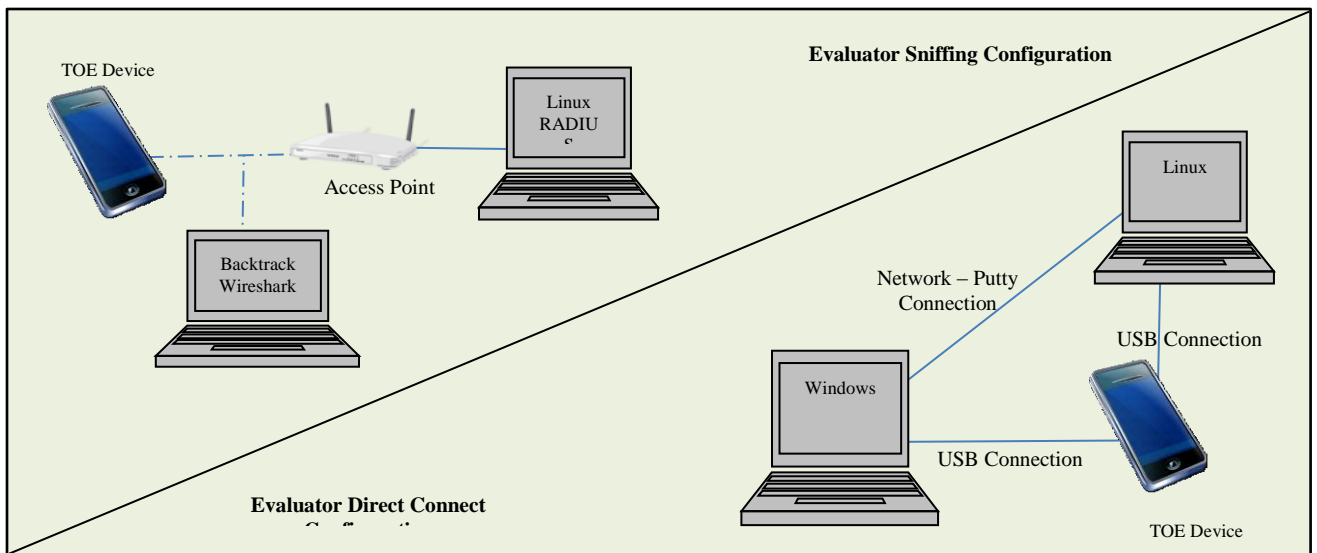 Evaluator Sniffing Configuration
TOE Device
Linux
RADIU
Access Point
Backtrack
Wireshark
Linux
Network – Putty
Connection
USB Connection
Windows
USB Connection
Evaluator Direct Connect
TOE Device